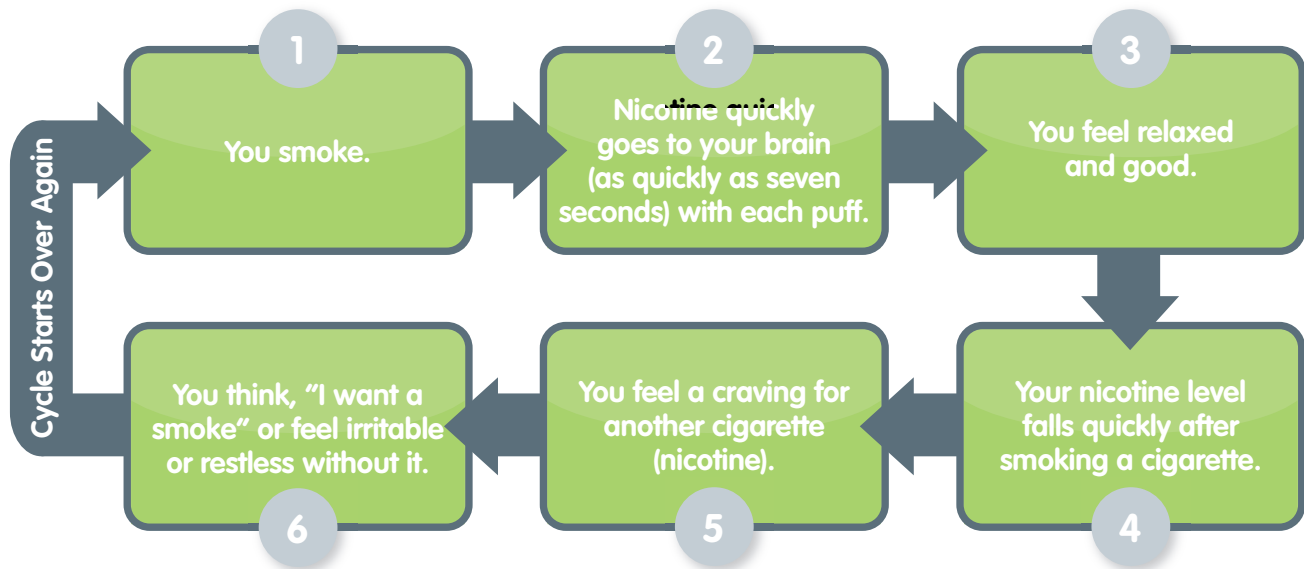 1
You smoke.
2
Nicotine quickly
goes to your brain
(as quickly as seven
seconds) with each puff.
3
You feel relaxed
and good.
4
Your nicotine level
falls quickly after
smoking a cigarette.
5
You feel a craving for
another cigarette
(nicotine).
6
You think, "I want a
smoke" or feel irritable
or restless without it.
Cycle Starts Over Again